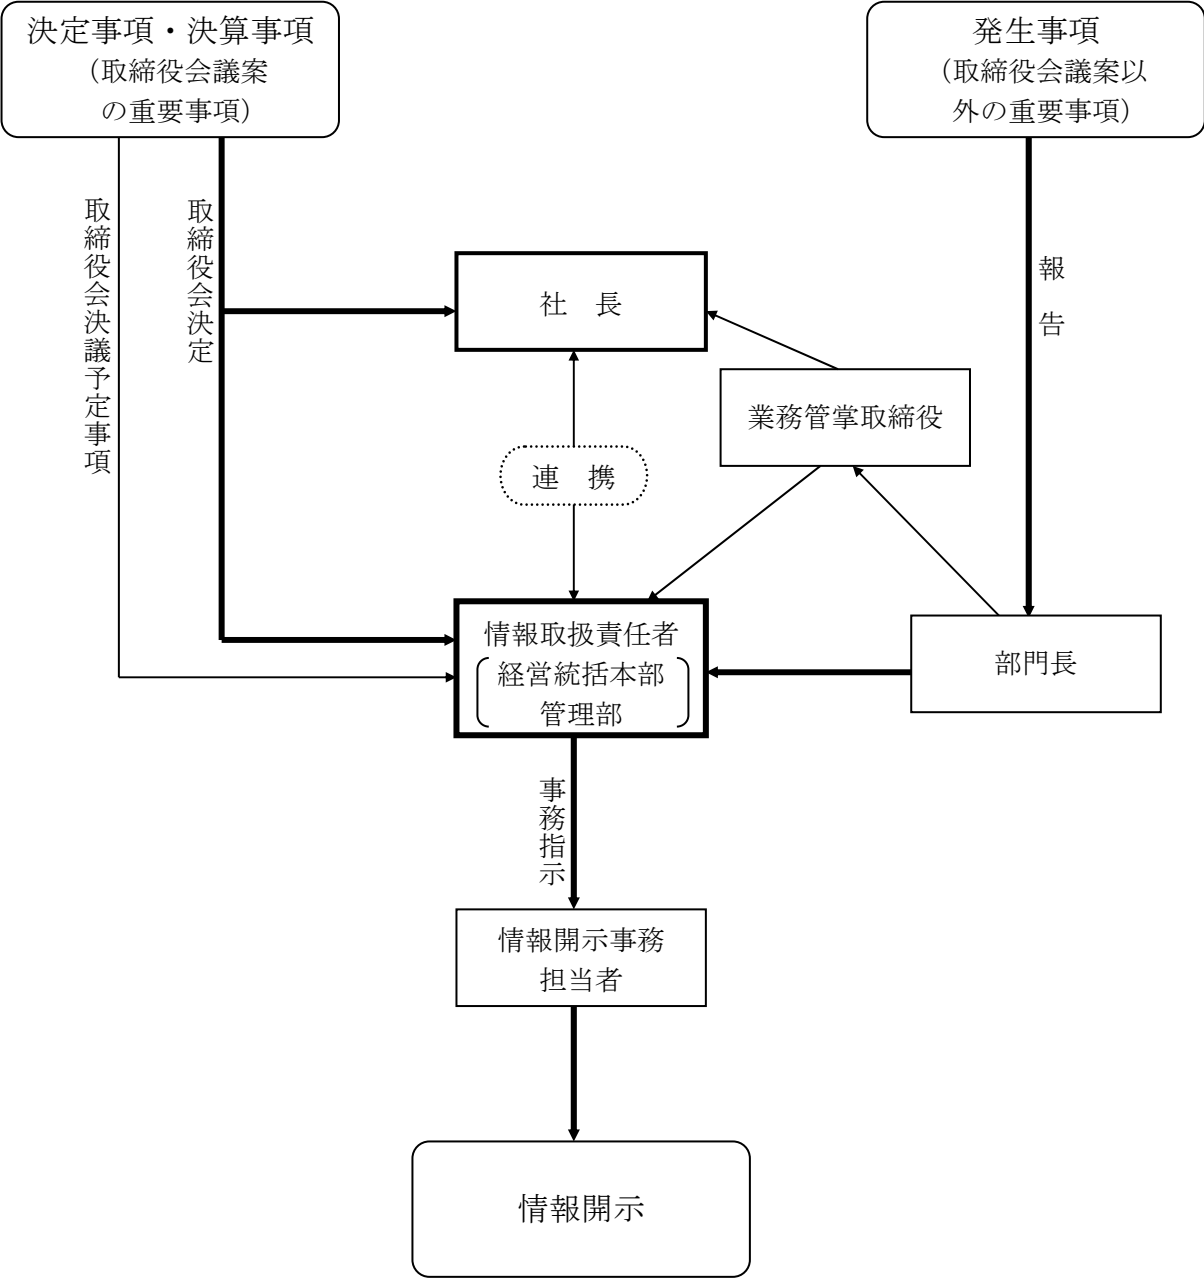 決定事項・決算事項
（取締役会議案
の重要事項）
発生事項
（取締役会議案以
外の重要事項）
取締役会決議予定事項
取締役会決定
報　告
社　長
業務管掌取締役
連　携
情報取扱責任者
経営統括本部
管理部
部門長
事務指示
情報開示事務
担当者
情報開示